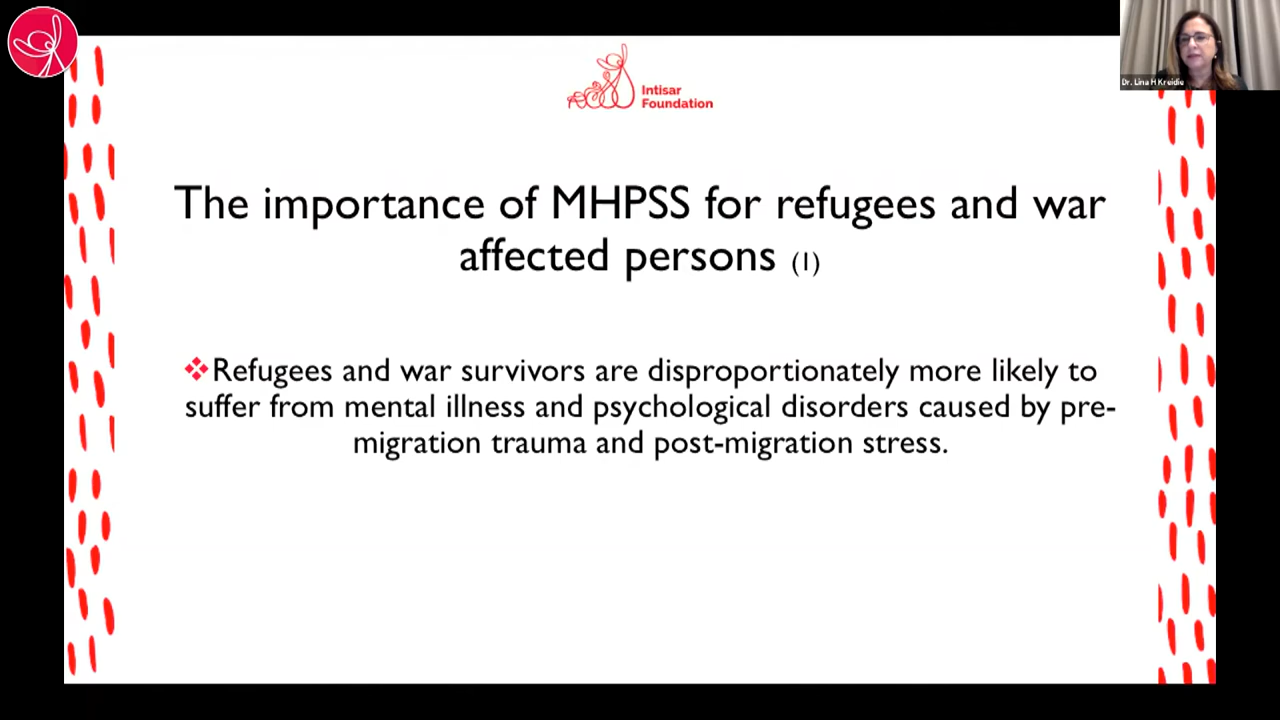 Intisar
Foundation
Dr. Lina H Kreidie
The importance of MHPSS for refugees and war
affected persons (1)
❖Refugees and war survivors are disproportionately more likely to
suffer from mental illness and psychological disorders caused by pre-
migration trauma and post-migration stress.